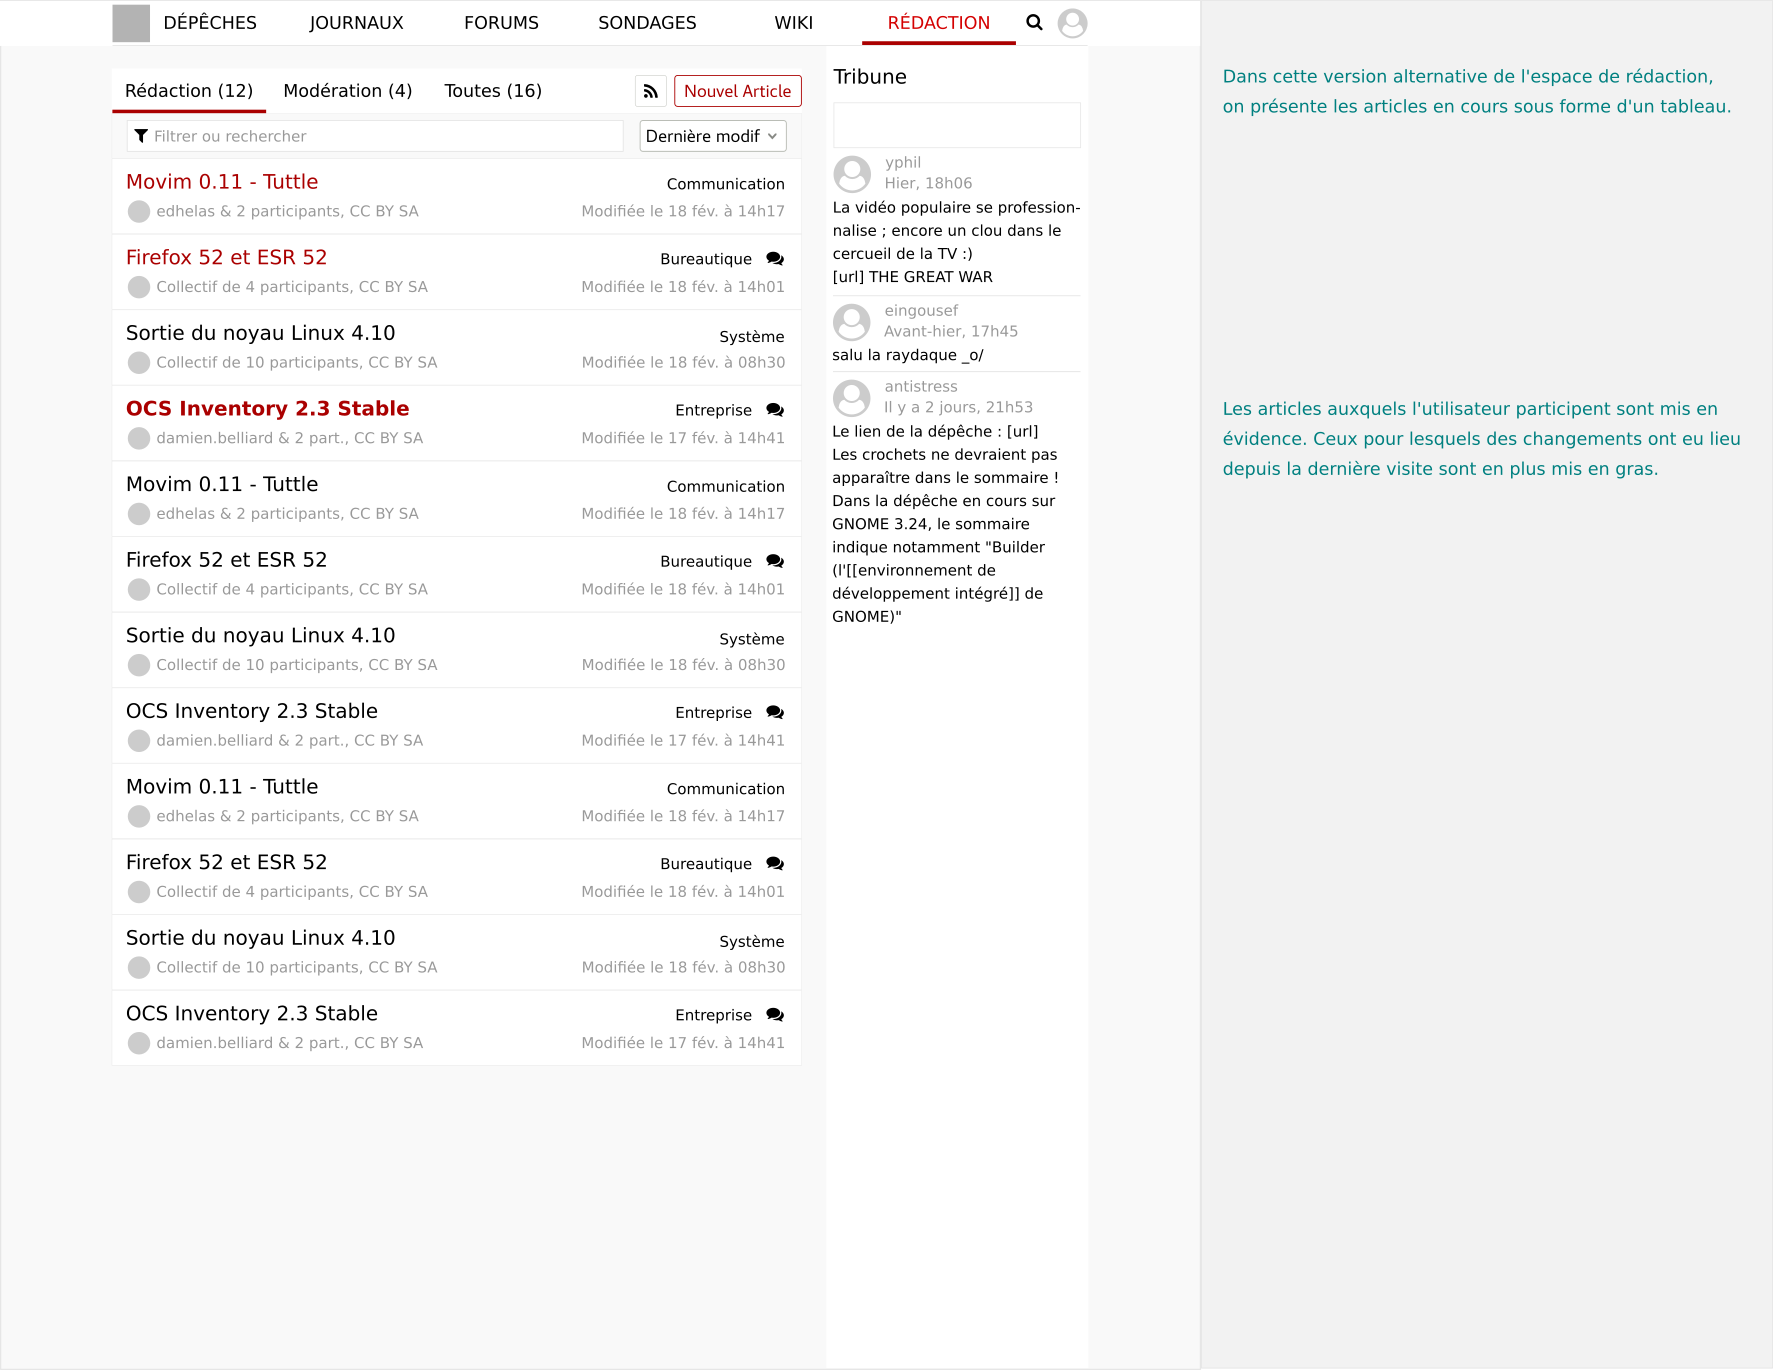 DÉPÊCHES JOURNAUX FORUMS SONDAGES WIKI RÉDACTION
Rédaction (12) Modération (4) Toutes (16) Nouvel Article
Filtrer ou rechercher Dernière modif
Movim 0.11 - Tuttle Communication
edhelas & 2 participants, CC BY SA Modifiée le 18 fév. à 14h17
Firefox 52 et ESR 52 Bureautique
Collectif de 4 participants, CC BY SA Modifiée le 18 fév. à 14h01
Sortie du noyau Linux 4.10 Système
Collectif de 10 participants, CC BY SA Modifiée le 18 fév. à 08h30
OCS Inventory 2.3 Stable Entreprise
damien.belliard & 2 part., CC BY SA Modifiée le 17 fév. à 14h41
Movim 0.11 - Tuttle Communication
edhelas & 2 participants, CC BY SA Modifiée le 18 fév. à 14h17
Firefox 52 et ESR 52 Bureautique
Collectif de 4 participants, CC BY SA Modifiée le 18 fév. à 14h01
Sortie du noyau Linux 4.10 Système
Collectif de 10 participants, CC BY SA Modifiée le 18 fév. à 08h30
OCS Inventory 2.3 Stable Entreprise
damien.belliard & 2 part., CC BY SA Modifiée le 17 fév. à 14h41
Movim 0.11 - Tuttle Communication
edhelas & 2 participants, CC BY SA Modifiée le 18 fév. à 14h17
Firefox 52 et ESR 52 Bureautique
Collectif de 4 participants, CC BY SA Modifiée le 18 fév. à 14h01
Sortie du noyau Linux 4.10 Système
Collectif de 10 participants, CC BY SA Modifiée le 18 fév. à 08h30
OCS Inventory 2.3 Stable Entreprise
damien.belliard & 2 part., CC BY SA Modifiée le 17 fév. à 14h41
Tribune
yphil
Hier, 18h06
La vidéo populaire se profession-
nalise ; encore un clou dans le
cercueil de la TV :)
[url] THE GREAT WAR
eingousef
Avant-hier, 17h45
salu la raydaque _o/
antistress
Il y a 2 jours, 21h53
Le lien de la dépêche : [url]
Les crochets ne devraient pas
apparaître dans le sommaire !
Dans la dépêche en cours sur
GNOME 3.24, le sommaire
indique notamment "Builder
(l'[[environnement de
développement intégré]] de
GNOME)"
Dans cette version alternative de l'espace de rédaction,
on présente les articles en cours sous forme d'un tableau.
Les articles auxquels l'utilisateur participent sont mis en
évidence. Ceux pour lesquels des changements ont eu lieu
depuis la dernière visite sont en plus mis en gras.